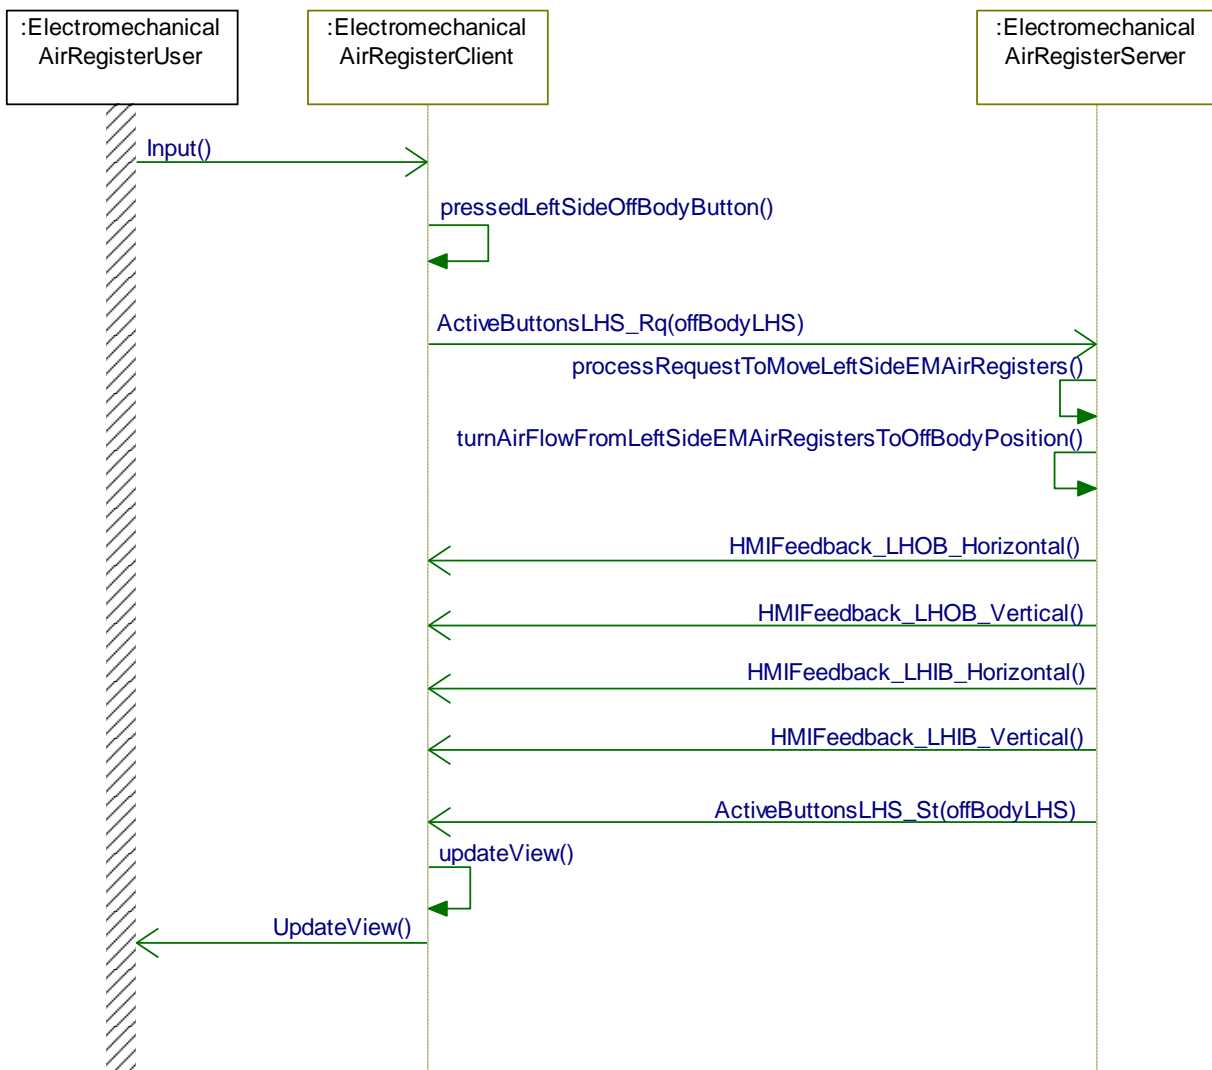 :Electromechanical
AirRegisterUser
:Electromechanical
AirRegisterClient
:Electromechanical
AirRegisterServer
Input()
pressedLeftSideOffBodyButton()
ActiveButtonsLHS_Rq(offBodyLHS)
processRequestToMoveLeftSideEMAirRegisters()
turnAirFlowFromLeftSideEMAirRegistersToOffBodyPosition()
HMIFeedback_LHOB_Horizontal()
HMIFeedback_LHOB_Vertical()
HMIFeedback_LHIB_Horizontal()
HMIFeedback_LHIB_Vertical()
ActiveButtonsLHS_St(offBodyLHS)
updateView()
UpdateView()